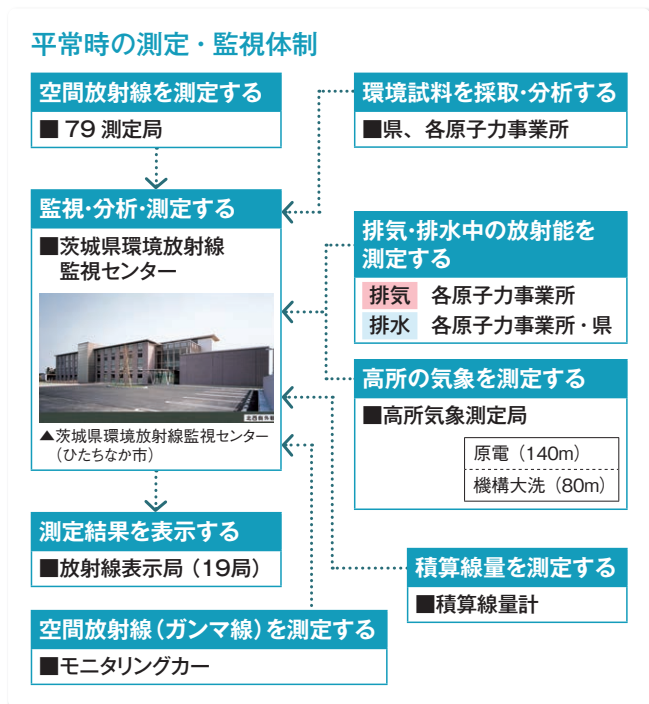 平常時の測定・監視体制
空間放射線を測定する
■79 測定局
環境試料を採取・分析する
■県、各原子力事業所
監視・分析・測定する
■茨城県環境放射線
監視センター
▲茨城県環境放射線監視センター
（ひたちなか市）
排気・排水中の放射能を
測定する
排気 各原子力事業所
排水 各原子力事業所・県
高所の気象を測定する
■高所気象測定局
原電（140m）
機構大洗（80m）
測定結果を表示する
■放射線表示局（19局）
積算線量を測定する
■積算線量計
空間放射線（ガンマ線）を測定する
■モニタリングカー